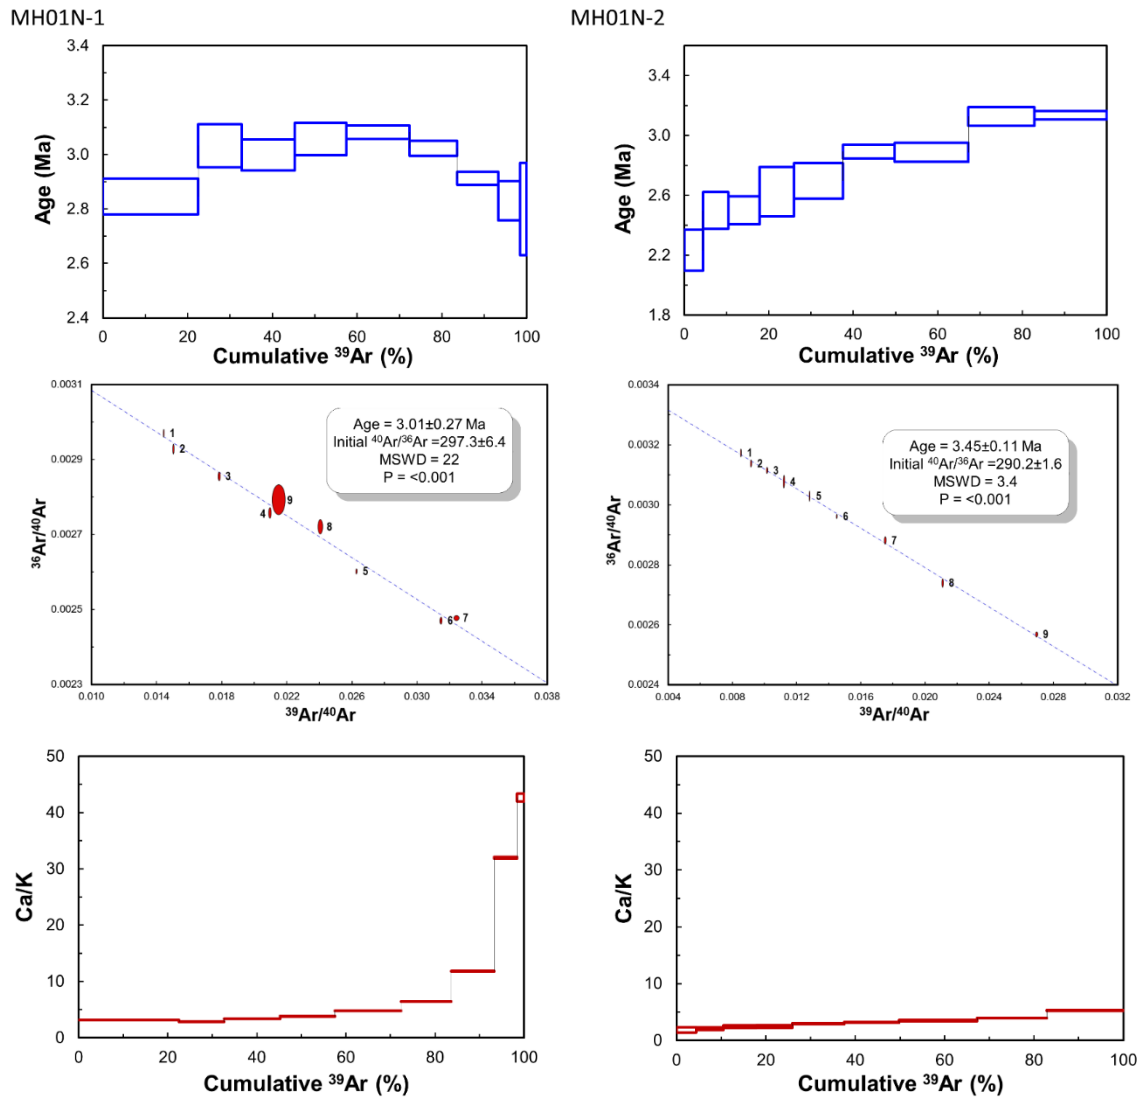 MH01N-1
MH01N-2
3.4
3.2
3.0
2.8
2.6
2.4
Age (Ma)
0 20 40 60 80 100
Cumulative ³⁹Ar (%)
3.4
3.0
2.6
2.2
1.8
Age (Ma)
0 20 40 60 80 100
Cumulative ³⁹Ar (%)
0.0031
0.0029
0.0027
0.0025
0.0023
³⁶Ar/⁴⁰Ar
Age = 3.01±0.27 Ma
Initial ⁴⁰Ar/³⁶Ar =297.3±6.4
MSWD = 22
P = <0.001
1
2
3
4
9
8
5
6
7
0.010 0.014 0.018 0.022 0.026 0.030 0.034 0.038
³⁹Ar/⁴⁰Ar
0.0034
0.0032
0.0030
0.0028
0.0026
0.0024
³⁶Ar/⁴⁰Ar
Age = 3.45±0.11 Ma
Initial ⁴⁰Ar/³⁶Ar =290.2±1.6
MSWD = 3.4
P = <0.001
1
2
3
4
5
6
7
8
9
0.004 0.008 0.012 0.016 0.020 0.024 0.028 0.032
³⁹Ar/⁴⁰Ar
50
40
30
20
10
0
Ca/K
0 20 40 60 80 100
Cumulative ³⁹Ar (%)
50
40
30
20
10
0
Ca/K
0 20 40 60 80 100
Cumulative ³⁹Ar (%)